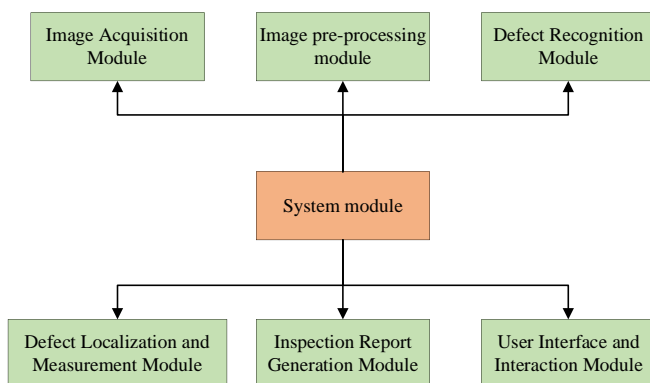 Image Acquisition
Module
Image pre-processing
module
Defect Recognition
Module
System module
Defect Localization and
Measurement Module
Inspection Report
Generation Module
User Interface and
Interaction Module